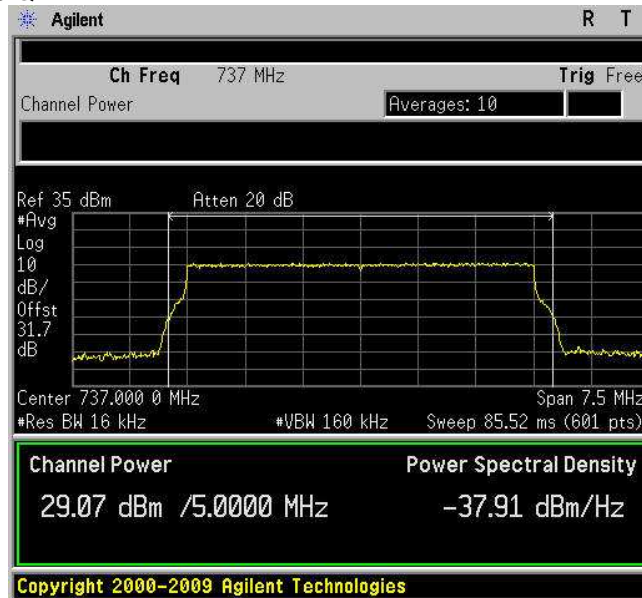 Agilent R T
Ch Freq 737 MHz Trig Free
Channel Power Averages: 10
Ref 35 dBm Atten 20 dB
#Avg
Log
10
dB/
Offst
31.7
dB
Center 737.000 0 MHz Span 7.5 MHz
#Res BW 16 kHz #VBW 160 kHz Sweep 85.52 ms (601 pts)
Channel Power Power Spectral Density
29.07 dBm /5.0000 MHz -37.91 dBm/Hz
Copyright 2000-2009 Agilent Technologies